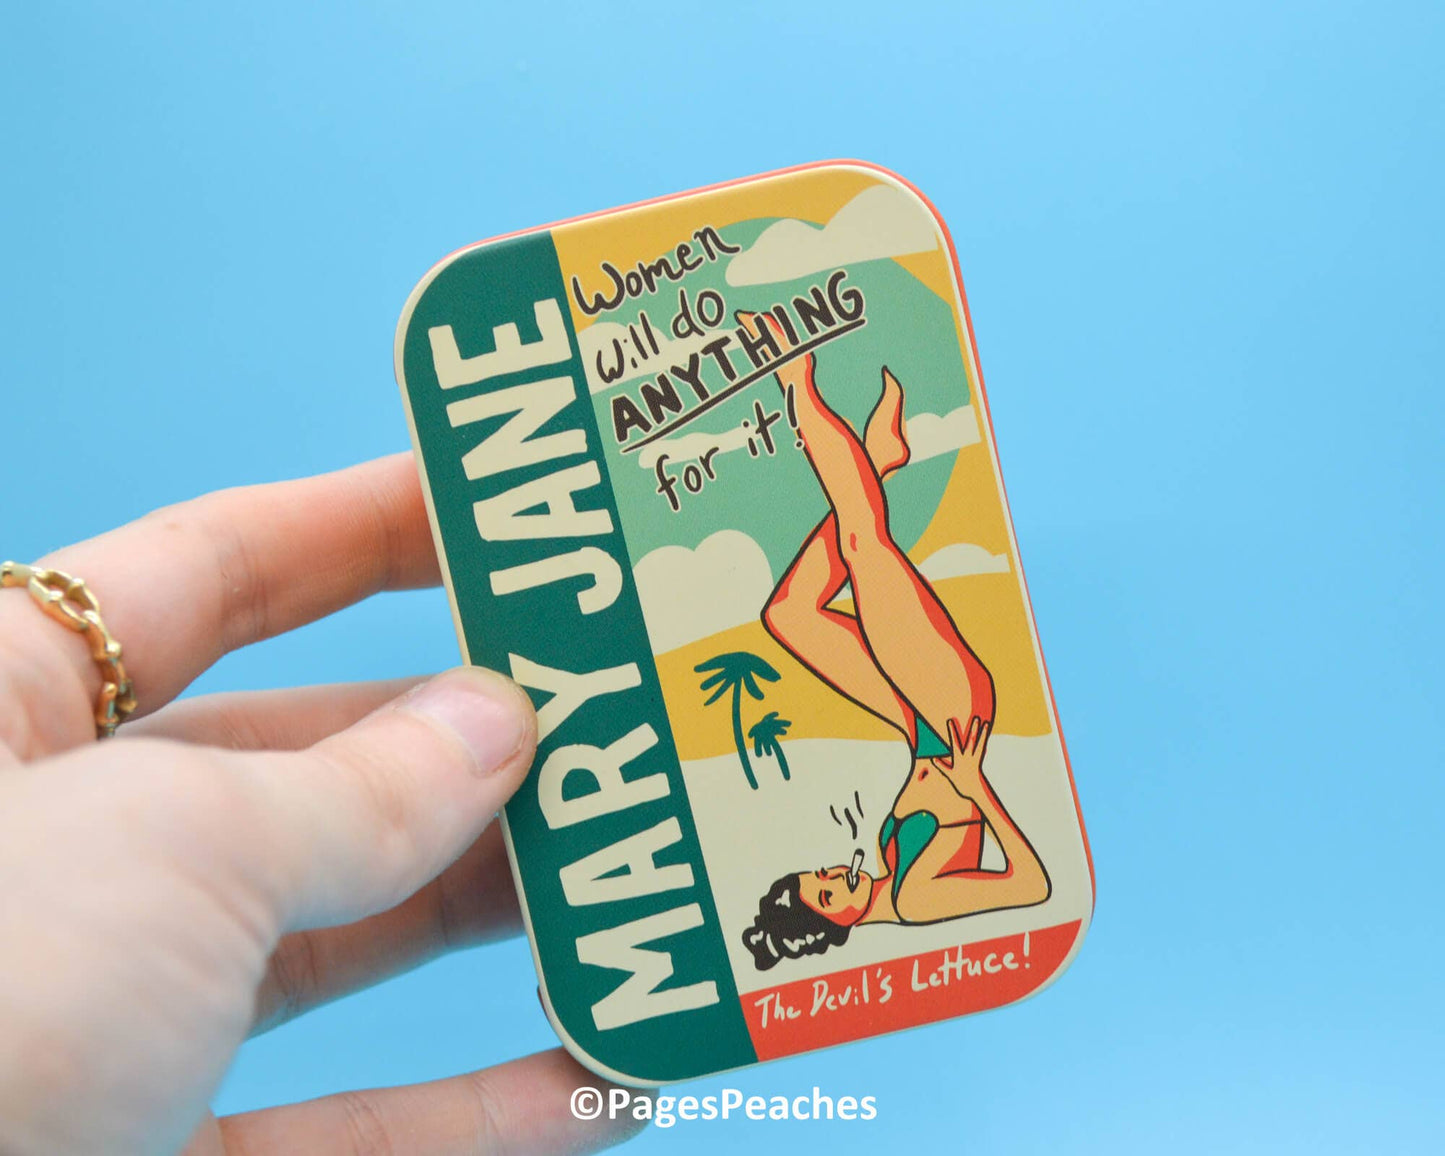 MARY JANE
Women
Will do
ANYTHING
for it!
The Devil's Lettuce!
©PagesPeaches